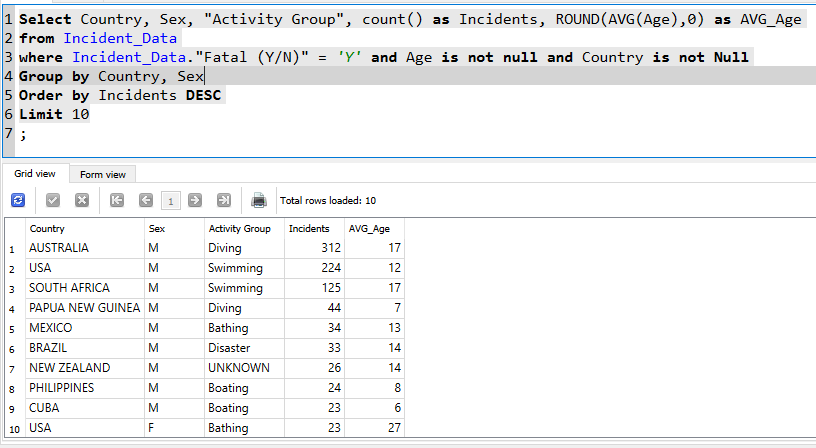 1 Select Country, Sex, "Activity Group", count() as Incidents, ROUND(AVG(Age),0) as AVG_Age
2 from Incident_Data
3 where Incident_Data."Fatal (Y/N)" = 'Y' and Age is not null and Country is not Null
4 Group by Country, Sex
5 Order by Incidents DESC
6 Limit 10
7 ;
Grid view Form view
1 Total rows loaded: 10
Country Sex Activity Group Incidents AVG_Age
1 AUSTRALIA M Diving 312 17
2 USA M Swimming 224 12
3 SOUTH AFRICA M Swimming 125 17
4 PAPUA NEW GUINEA M Diving 44 7
5 MEXICO M Bathing 34 13
6 BRAZIL M Disaster 33 14
7 NEW ZEALAND M UNKNOWN 26 14
8 PHILIPPINES M Boating 24 8
9 CUBA M Boating 23 6
10 USA F Bathing 23 27